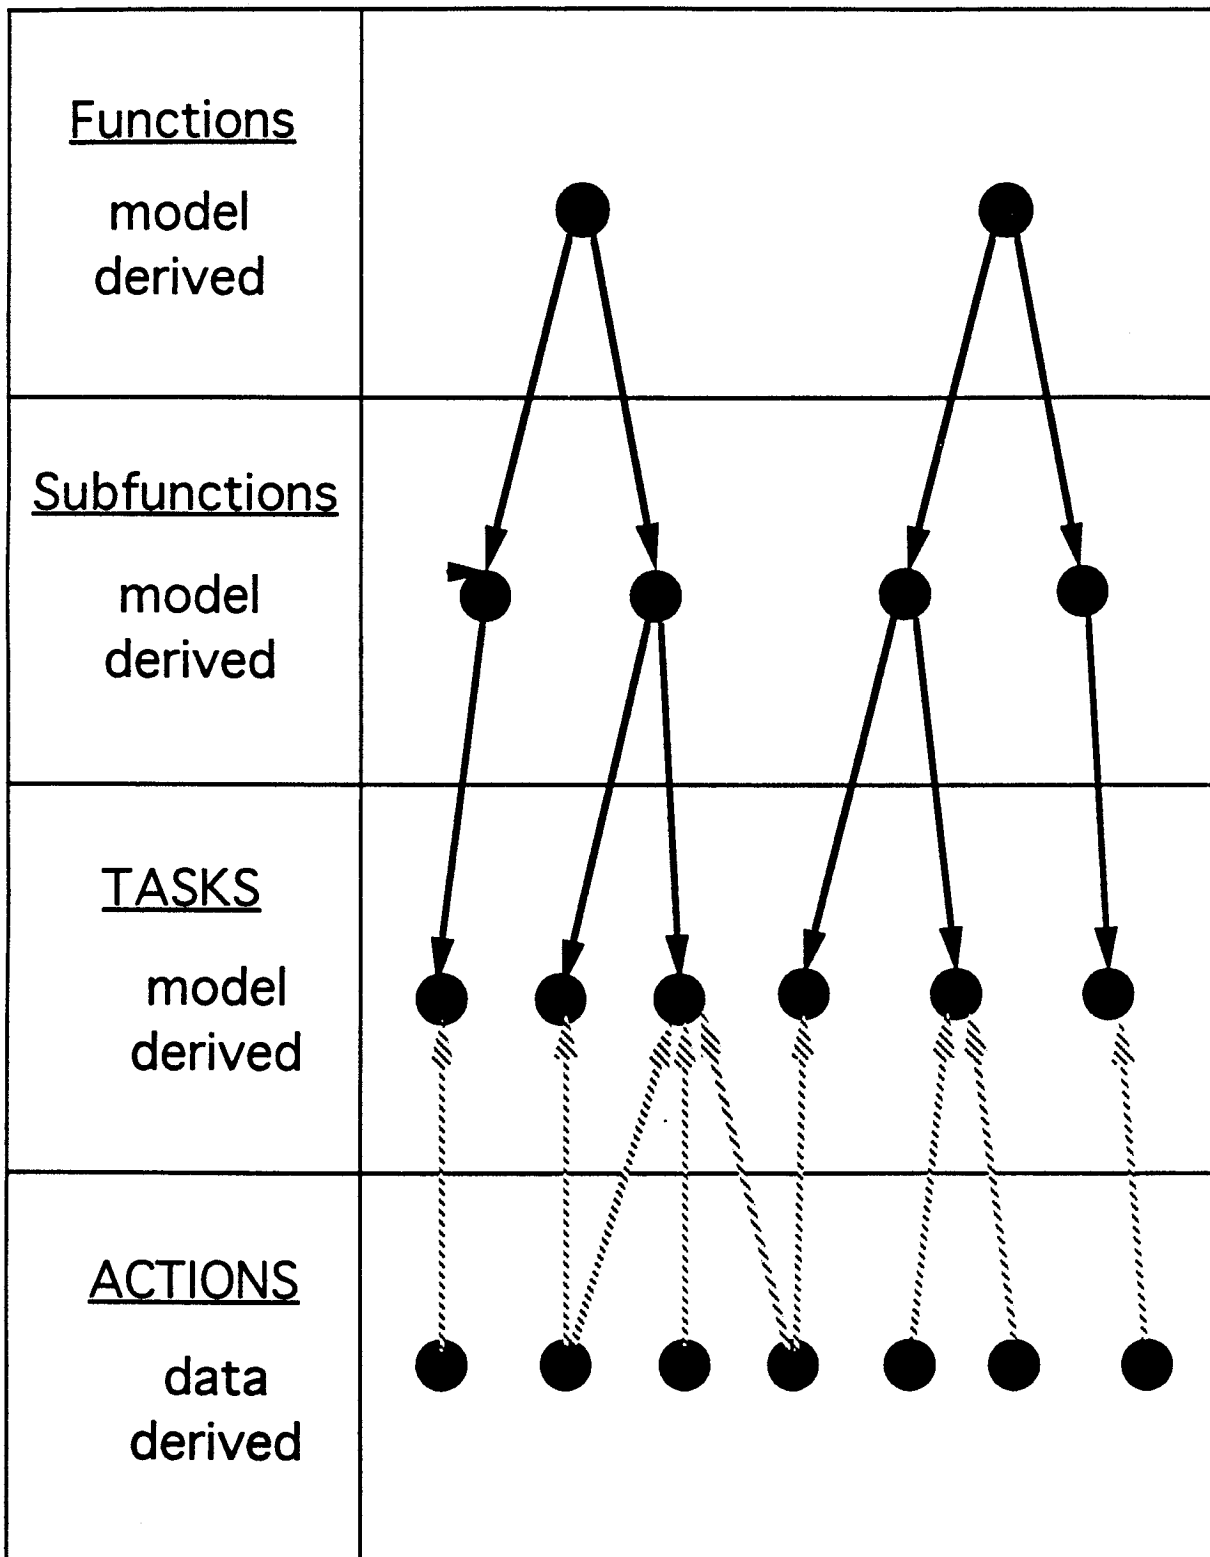 Functions
model
derived
Subfunctions
model
derived
TASKS
model
derived
ACTIONS
data
derived